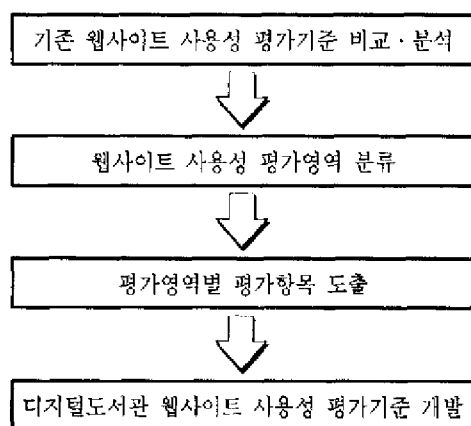 기존 웹사이트 사용성 평가기준 비교·분석
웹사이트 사용성 평가영역 분류
평가영역별 평가항목 도출
디지털도서관 웹사이트 사용성 평가기준 개발